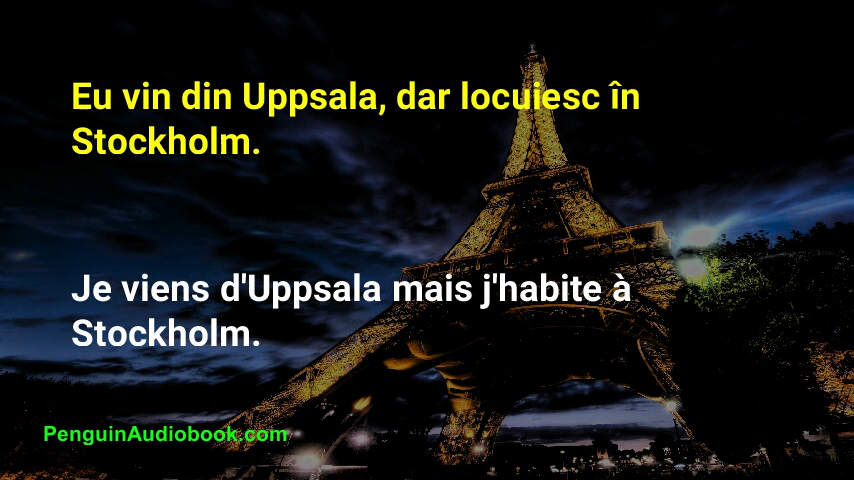 Eu vin din Uppsala, dar locuiesc în
Stockholm.
Je viens d'Uppsala mais j'habite à
Stockholm.
PenguinAudiobook.com